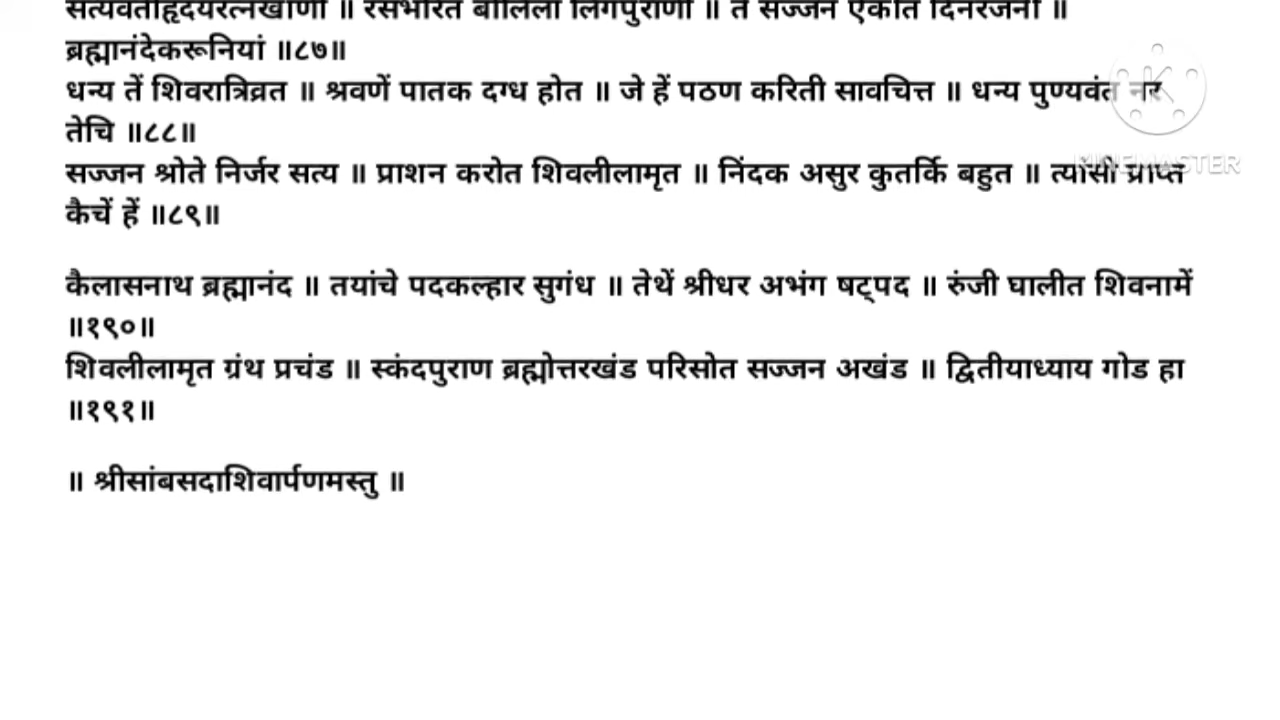 सत्यवतीहृदयरत्नखाणी ॥ रसभरित बोलिला लिंगपुराणी ॥ तें सज्जन ऐकोत दिनरजनी ॥
ब्रह्मानंदेकरूनियां ॥८७॥
धन्य तें शिवरात्रिव्रत ॥ श्रवणें पातक दग्ध होत ॥ जे हें पठण करिती सावचित्त ॥ धन्य पुण्यवंत नर
तेचि ॥८८॥
सज्जन श्रोते निर्जर सत्य ॥ प्राशन करोत शिवलीलामृत ॥ निंदक असुर कुतर्कि बहुत ॥ त्यांसी प्राप्त
कैचें हें ॥८९॥
कैलासनाथ ब्रह्मानंद ॥ तयांचे पदकल्हार सुगंध ॥ तेथें श्रीधर अभंग षट्पद ॥ रुंजी घालीत शिवनामें
॥१९०॥
शिवलीलामृत ग्रंथ प्रचंड ॥ स्कंदपुराण ब्रह्मोत्तरखंड परिसोत सज्जन अखंड ॥ द्वितीयाध्याय गोड हा
॥१९१॥
॥ श्रीसांबसदाशिवार्पणमस्तु ॥
KINEMASTER